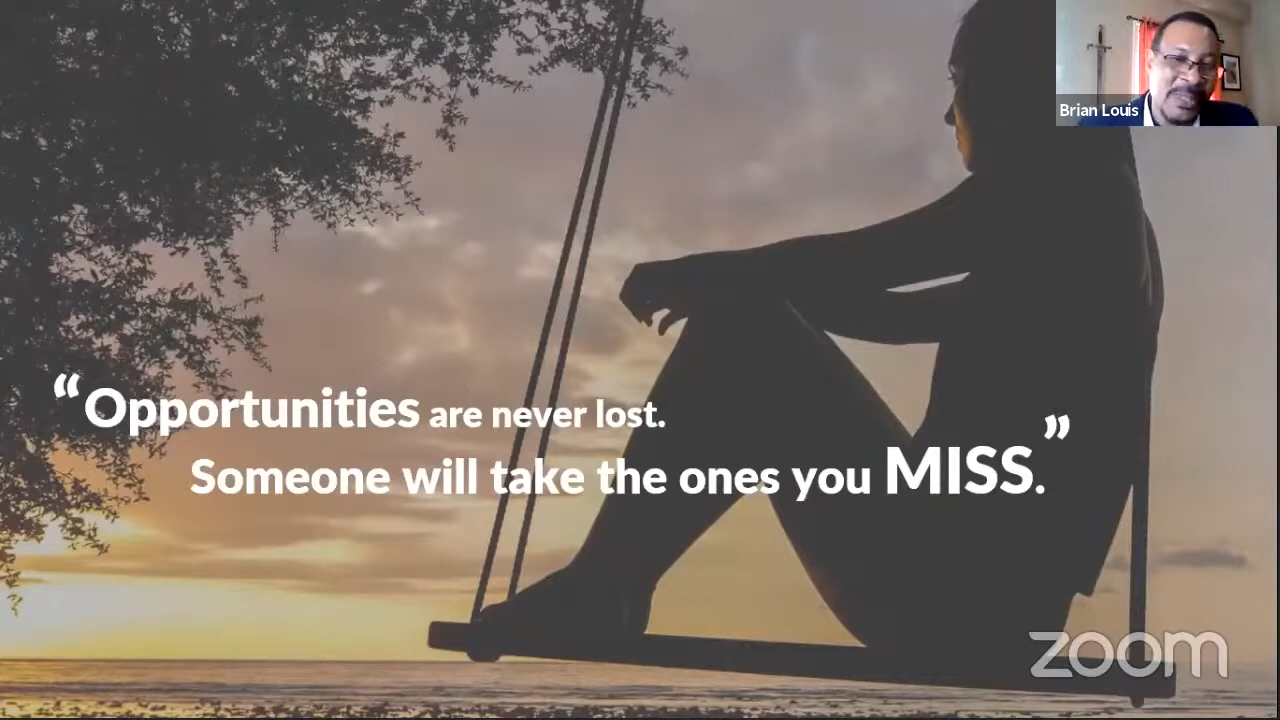 Brian Louis
“Opportunities are never lost.
Someone will take the ones you MISS.”
zoom